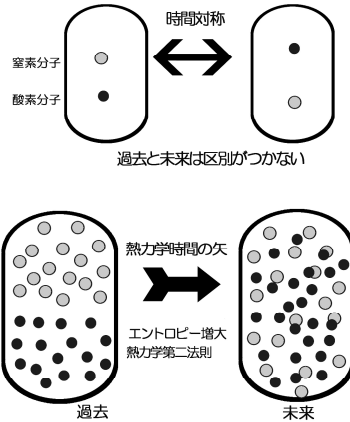 時間対称
窒素分子
酸素分子
過去と未来は区別がつかない
熱力学時間の矢
エントロピー増大
熱力学第二法則
過去
未来